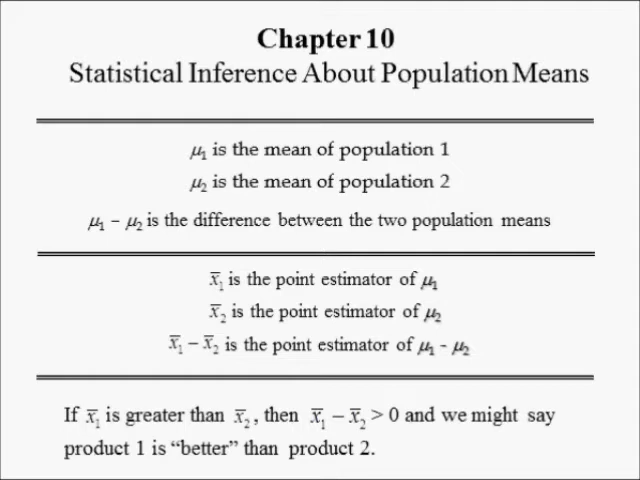 Chapter 10
Statistical Inference About Population Means
μ₁ is the mean of population 1
μ₂ is the mean of population 2
μ₁ − μ₂ is the difference between the two population means
x̅₁ is the point estimator of μ₁
x̅₂ is the point estimator of μ₂
x̅₁ − x̅₂ is the point estimator of μ₁ - μ₂
If x̅₁ is greater than x̅₂, then x̅₁ − x̅₂ > 0 and we might say
product 1 is “better” than product 2.